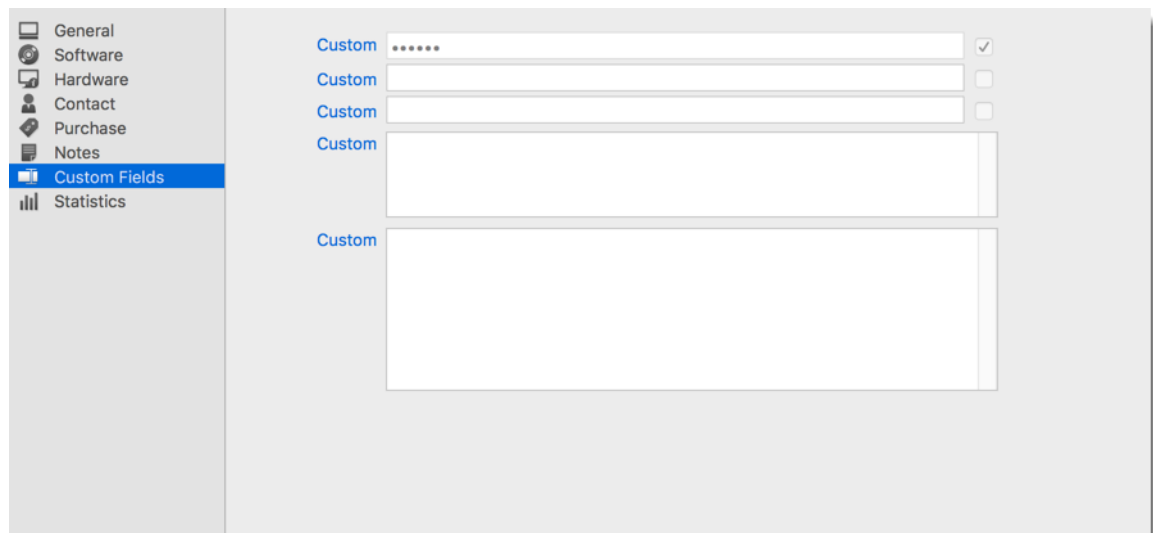 General
Software
Hardware
Contact
Purchase
Notes
Custom Fields
Statistics
Custom ••••••
Custom
Custom
Custom
Custom